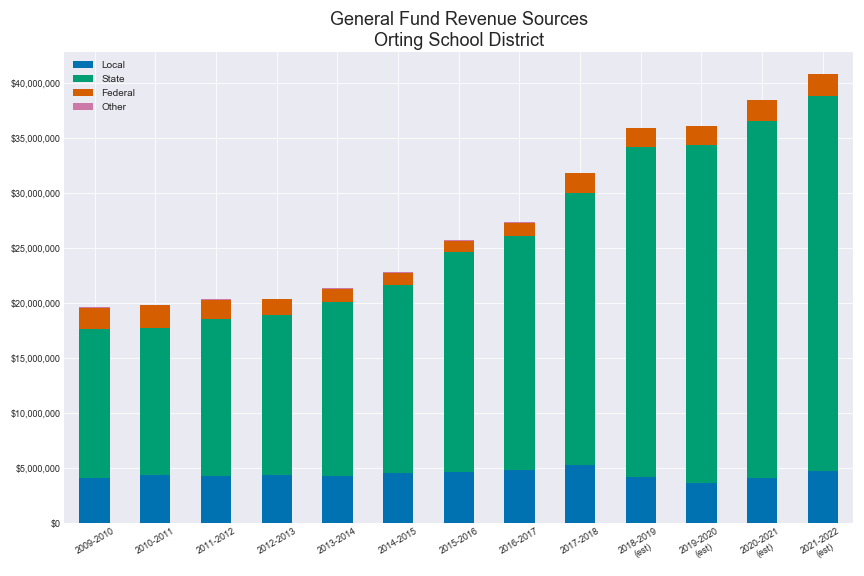 General Fund Revenue Sources
Orting School District
Local
State
Federal
Other
$40,000,000
$35,000,000
$30,000,000
$25,000,000
$20,000,000
$15,000,000
$10,000,000
$5,000,000
$0
2009-2010
2010-2011
2011-2012
2012-2013
2013-2014
2014-2015
2015-2016
2016-2017
2017-2018
2018-2019
(est)
2019-2020
(est)
2020-2021
(est)
2021-2022
(est)